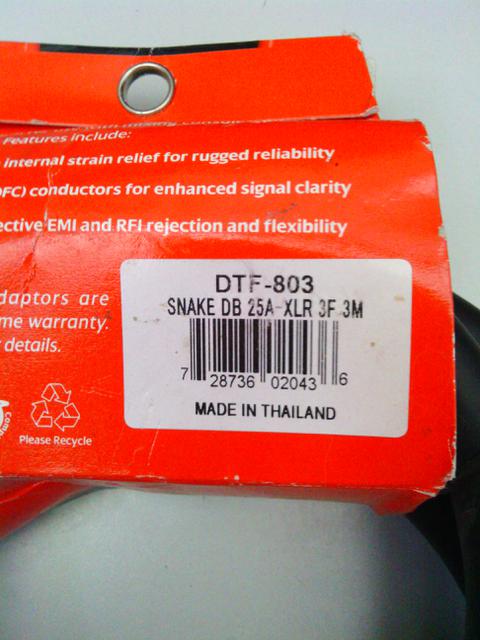 Features include:
internal strain relief for rugged reliability
OFC) conductors for enhanced signal clarity
ective EMI and RFI rejection and flexibility
DTF-803
SNAKE DB 25A-XLR 3F 3M
7 28736 02043 6
MADE IN THAILAND
daptors are
me warranty.
details.
Please Recycle